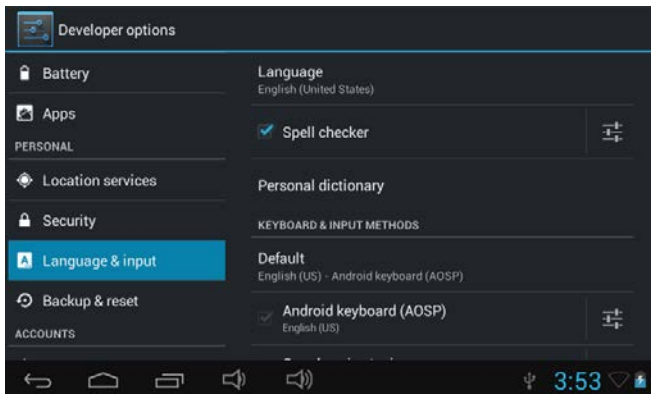 Developer options
Battery
Apps
PERSONAL
Location services
Security
Language & input
Backup & reset
ACCOUNTS
Language
English (United States)
Spell checker
Personal dictionary
KEYBOARD & INPUT METHODS
Default
English (US) - Android keyboard (AOSP)
Android keyboard (AOSP)
English (US)
3:53